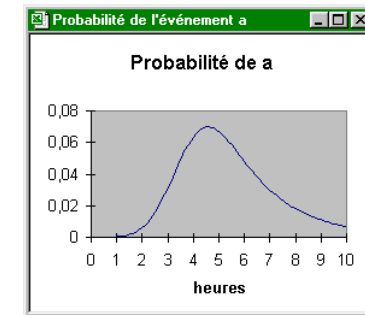 Probabilité de l'événement a
Probabilité de a
0,08
0,06
0,04
0,02
0
0 1 2 3 4 5 6 7 8 9 10
heures